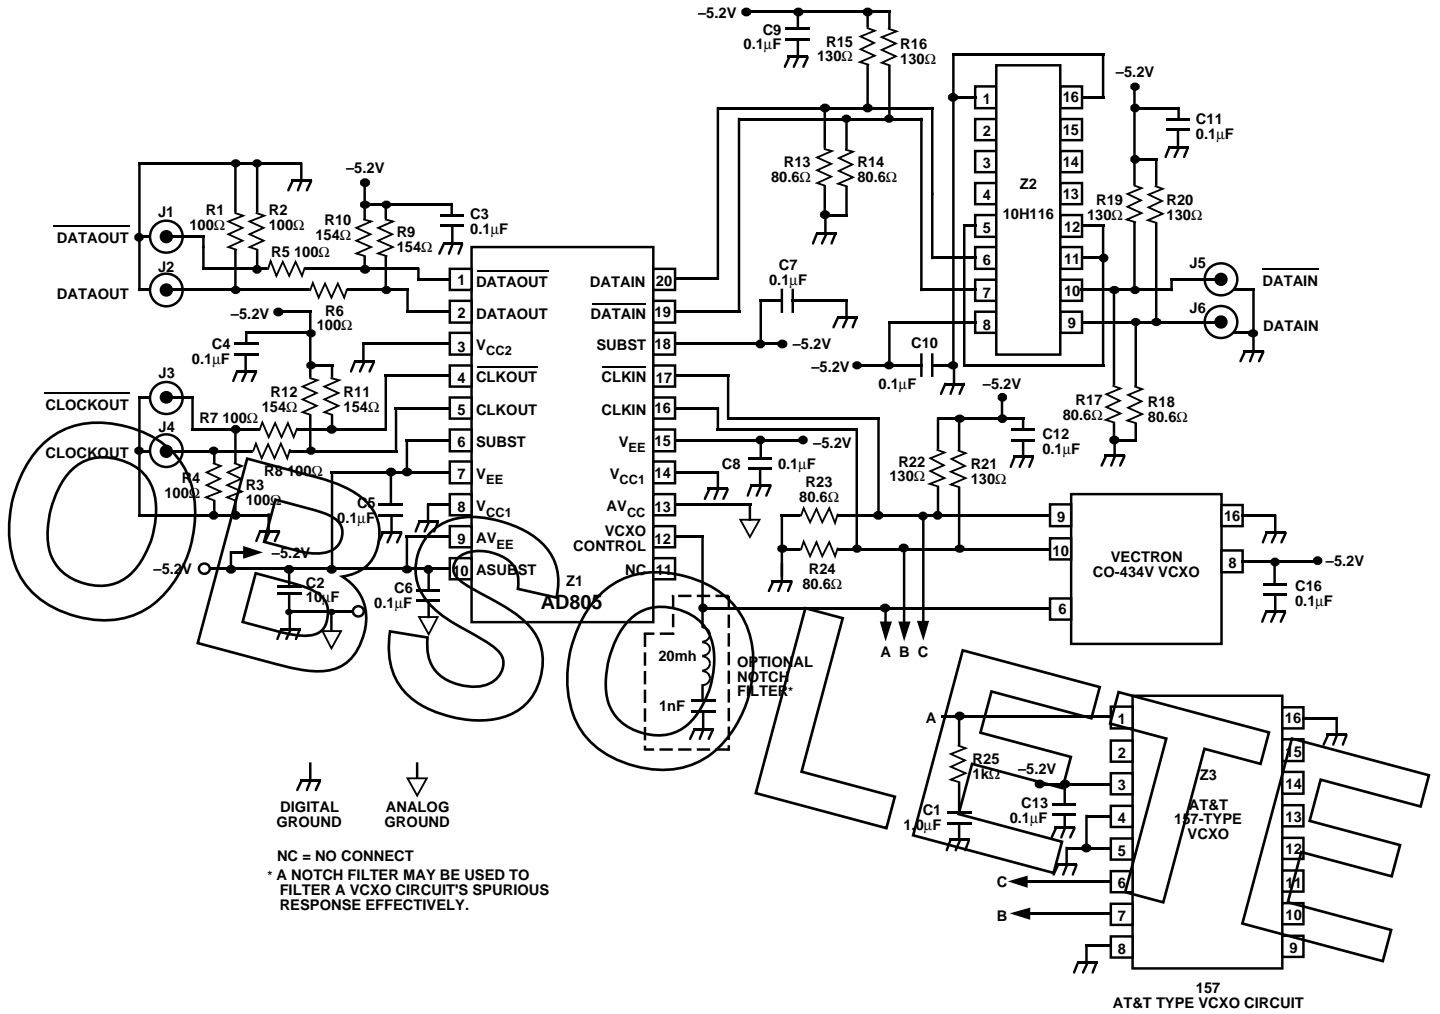 –5.2V
C9
0.1µF
R15
130Ω
R16
130Ω
–5.2V
C11
0.1µF
1
2
3
4
5
6
7
8
16
15
14
13
12
11
10
9
Z2
10H116
R13
80.6Ω
R14
80.6Ω
R19
130Ω
R20
130Ω
J5
DATAIN
J6
DATAIN
R17
80.6Ω
R18
80.6Ω
–5.2V
C10
0.1µF
–5.2V
C12
0.1µF
J1
DATAOUT
J2
DATAOUT
R1
100Ω
R2
100Ω
R5 100Ω
R6
100Ω
–5.2V
R10
154Ω
R9
154Ω
C3
0.1µF
–5.2V
C4
0.1µF
J3
CLOCKOUT
J4
CLOCKOUT
R12
154Ω
R11
154Ω
R7 100Ω
R8 100Ω
R4
100Ω
R3
100Ω
C5
0.1µF
–5.2V
–5.2V
C2
10µF
C6
0.1µF
1 DATAOUT
2 DATAOUT
3 VCC2
4 CLKOUT
5 CLKOUT
6 SUBST
7 VEE
8 VCC1
9 AVEE
10 ASUBST
DATAIN 20
DATAIN 19
SUBST 18
CLKIN 17
CLKIN 16
VEE 15
VCC1 14
AVCC 13
VCXO CONTROL 12
NC 11
Z1
AD805
C7
0.1µF
–5.2V
C8
0.1µF
–5.2V
R22
130Ω
R21
130Ω
R23
80.6Ω
R24
80.6Ω
9
10
6
16
8
VECTRON
CO-434V VCXO
–5.2V
C16
0.1µF
A B C
20mh
1nF
OPTIONAL
NOTCH
FILTER*
A
R25
1kΩ
C1
1.0µF
–5.2V
C13
0.1µF
C
B
1
2
3
4
5
6
7
8
16
15
14
13
12
11
10
9
Z3
AT&T
157-TYPE
VCXO
157
AT&T TYPE VCXO CIRCUIT
DIGITAL
GROUND
ANALOG
GROUND
NC = NO CONNECT
* A NOTCH FILTER MAY BE USED TO
FILTER A VCXO CIRCUIT'S SPURIOUS
RESPONSE EFFECTIVELY.
OBSOLETE